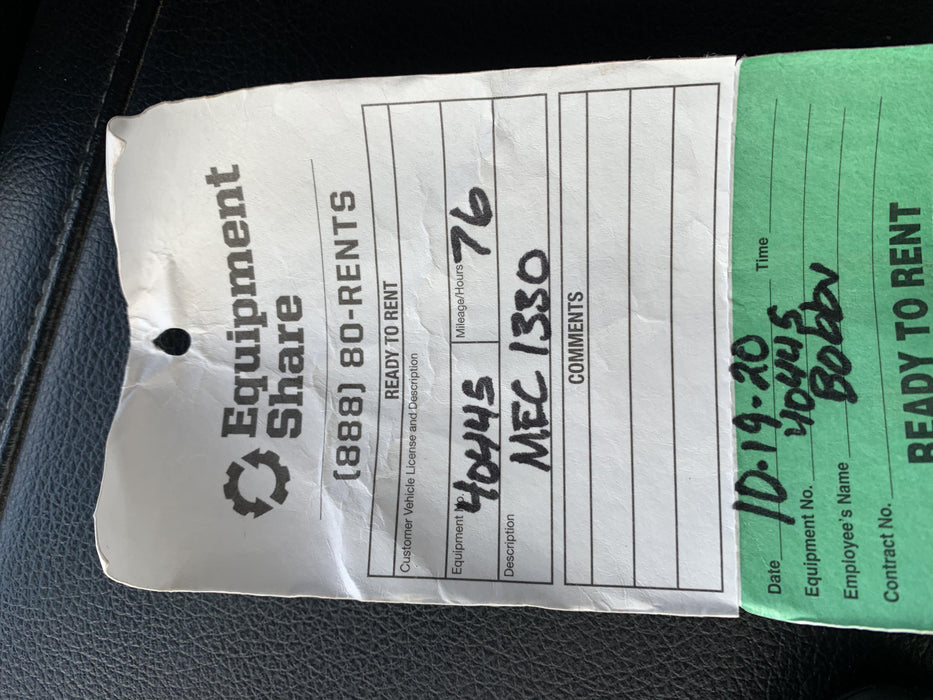 Equipment
Share
(888) 80-RENTS
READY TO RENT
Customer Vehicle License and Description
Equipment No. 40445 Mileage/Hours 76
Description MEC 1330
COMMENTS
Date 10.19.20 Time
Equipment No. 40445
Employee's Name Bobby
Contract No.
READY TO RENT